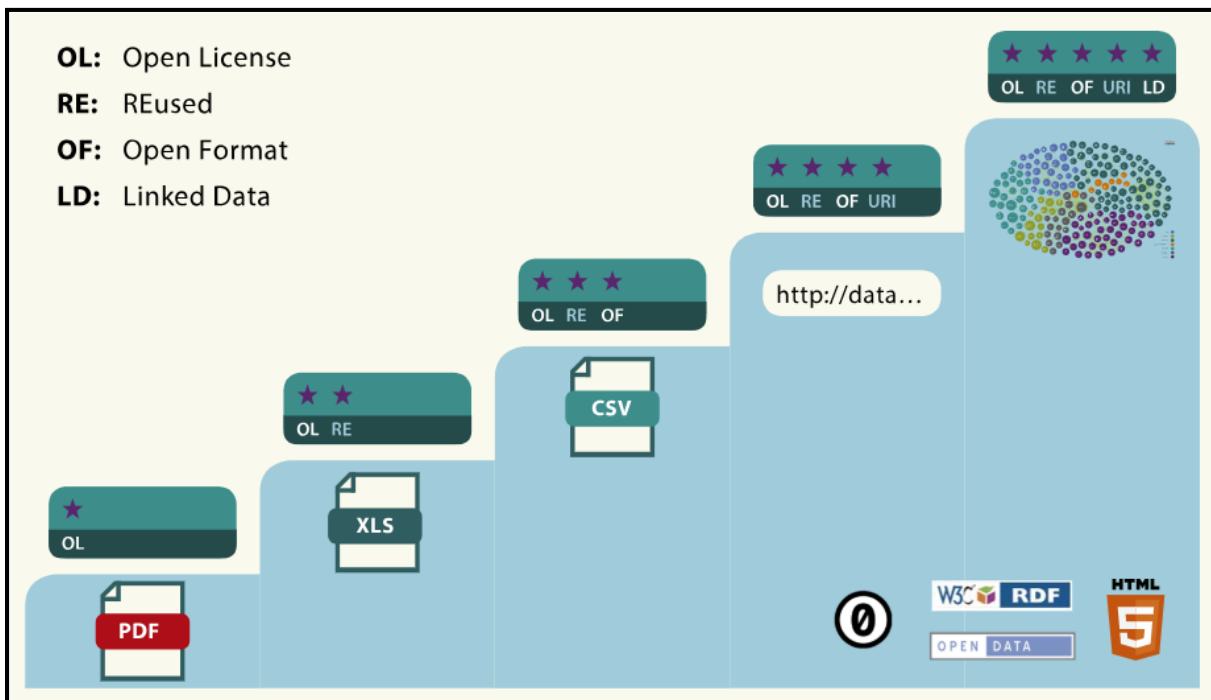 OL: Open License
RE: REused
OF: Open Format
LD: Linked Data
OL RE OF URI LD
OL RE OF URI
http://data...
OL RE OF
CSV
OL RE
XLS
OL
PDF
0
W3C RDF
OPEN DATA
HTML
5